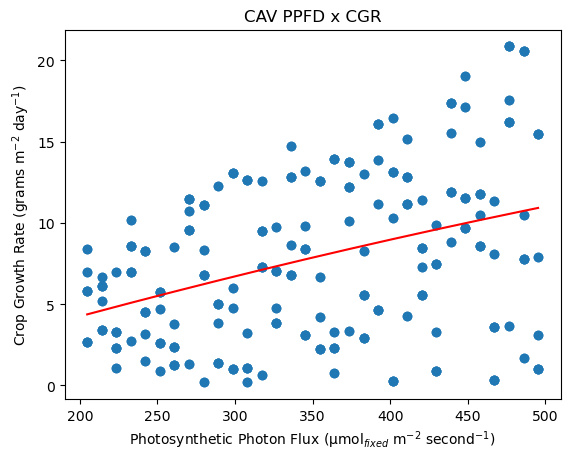 CAV PPFD x CGR
Crop Growth Rate (grams m⁻² day⁻¹)
20
15
10
5
0
200 250 300 350 400 450 500
Photosynthetic Photon Flux (µmol_fixed m⁻² second⁻¹)